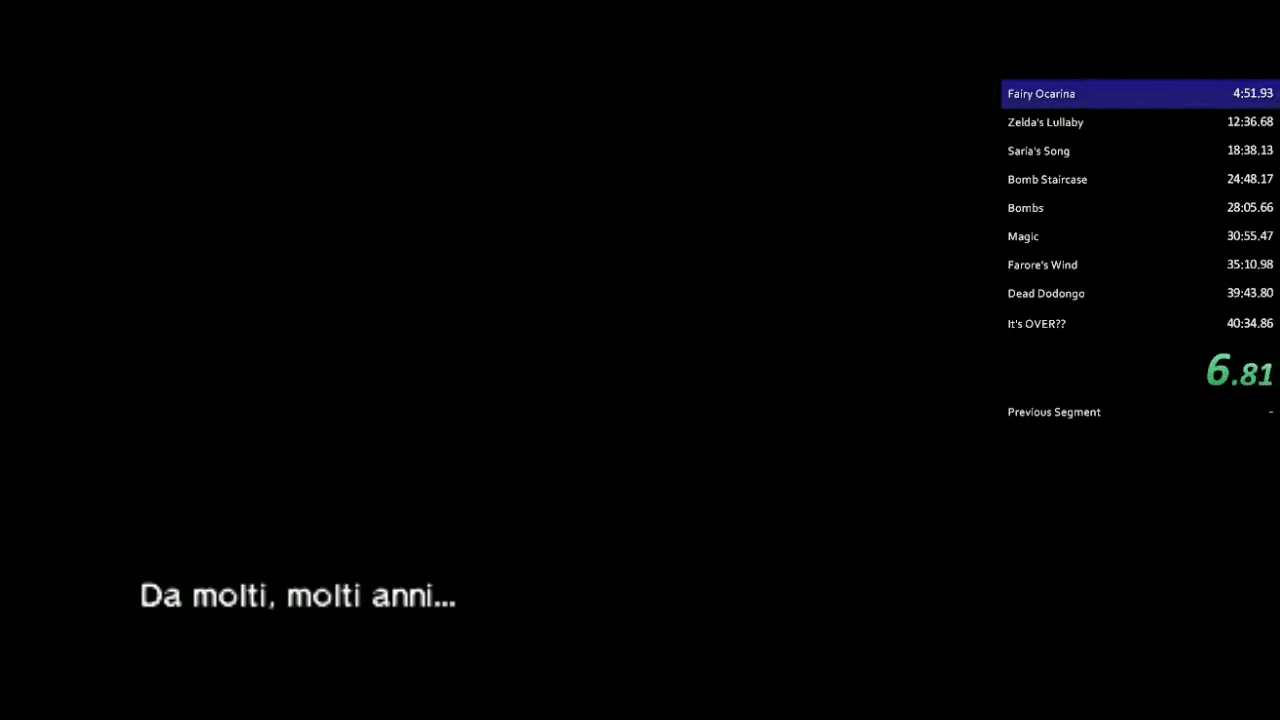 Fairy Ocarina 4:51.93
Zelda's Lullaby 12:36.68
Saria's Song 18:38.13
Bomb Staircase 24:48.17
Bombs 28:05.66
Magic 30:55.47
Farore's Wind 35:10.98
Dead Dodongo 39:43.80
It's OVER?? 40:34.86
6.81
Previous Segment -
Da molti, molti anni...